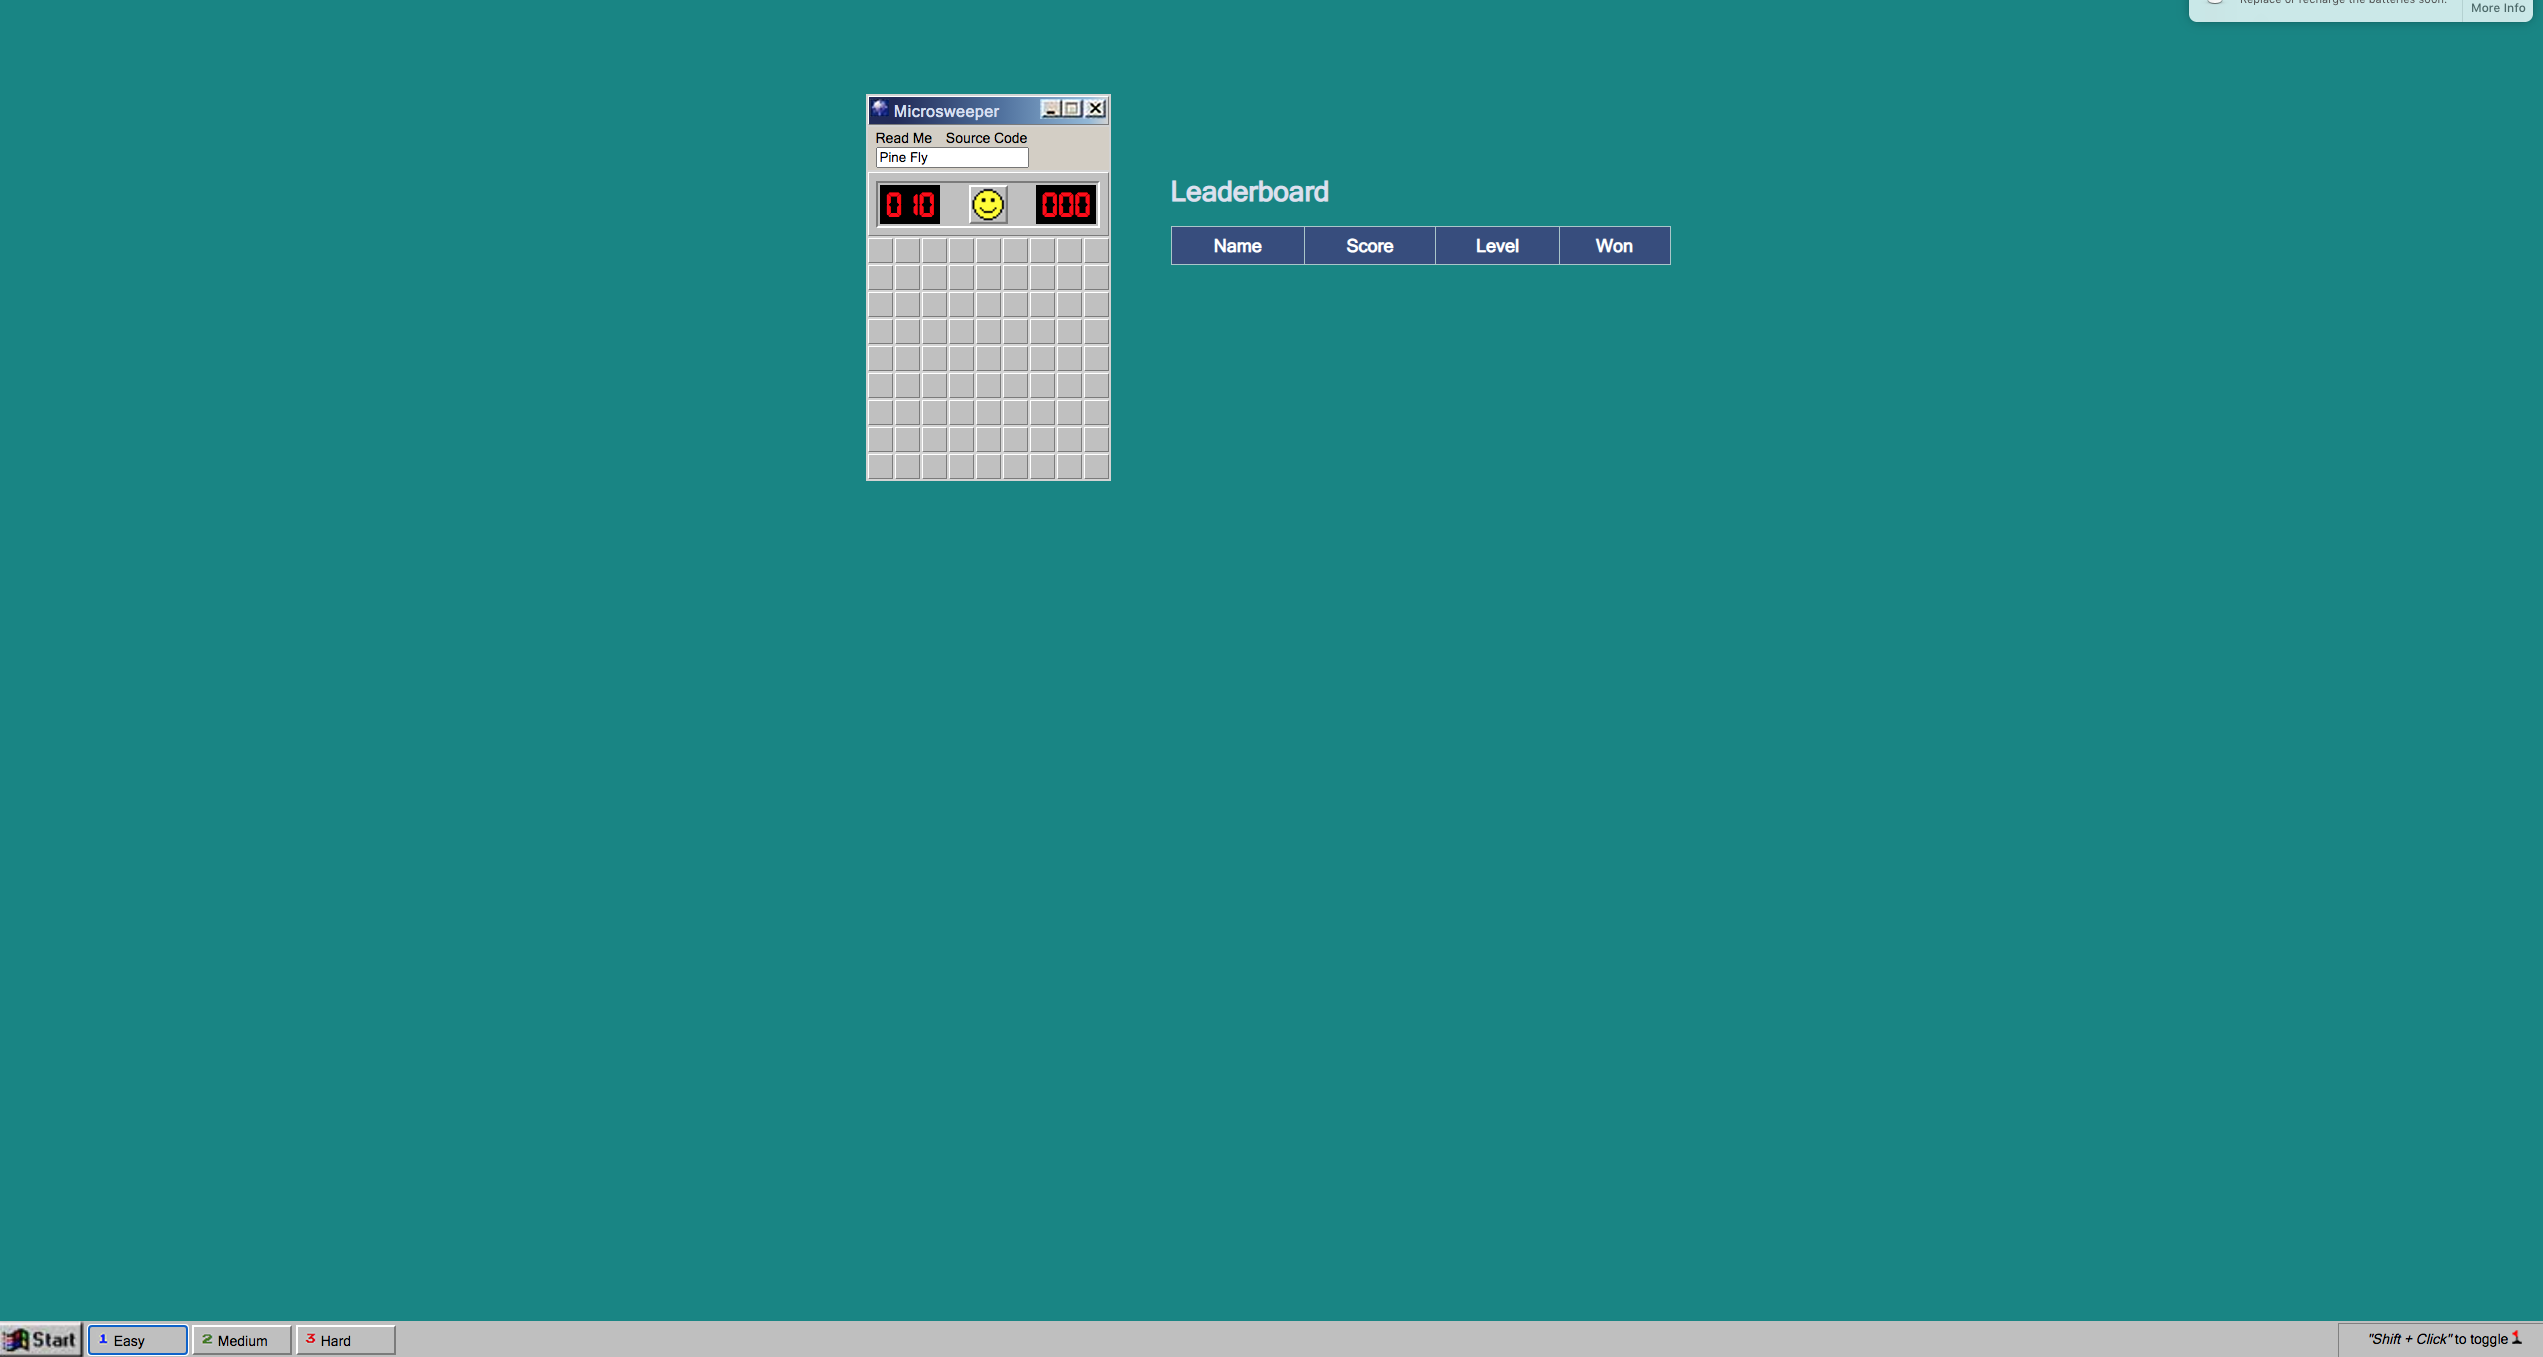 Replace or recharge the batteries soon.
More Info
Microsweeper
Read Me Source Code
Pine Fly
010 000
Leaderboard
Name Score Level Won
Start 1 Easy 2 Medium 3 Hard "Shift + Click" to toggle